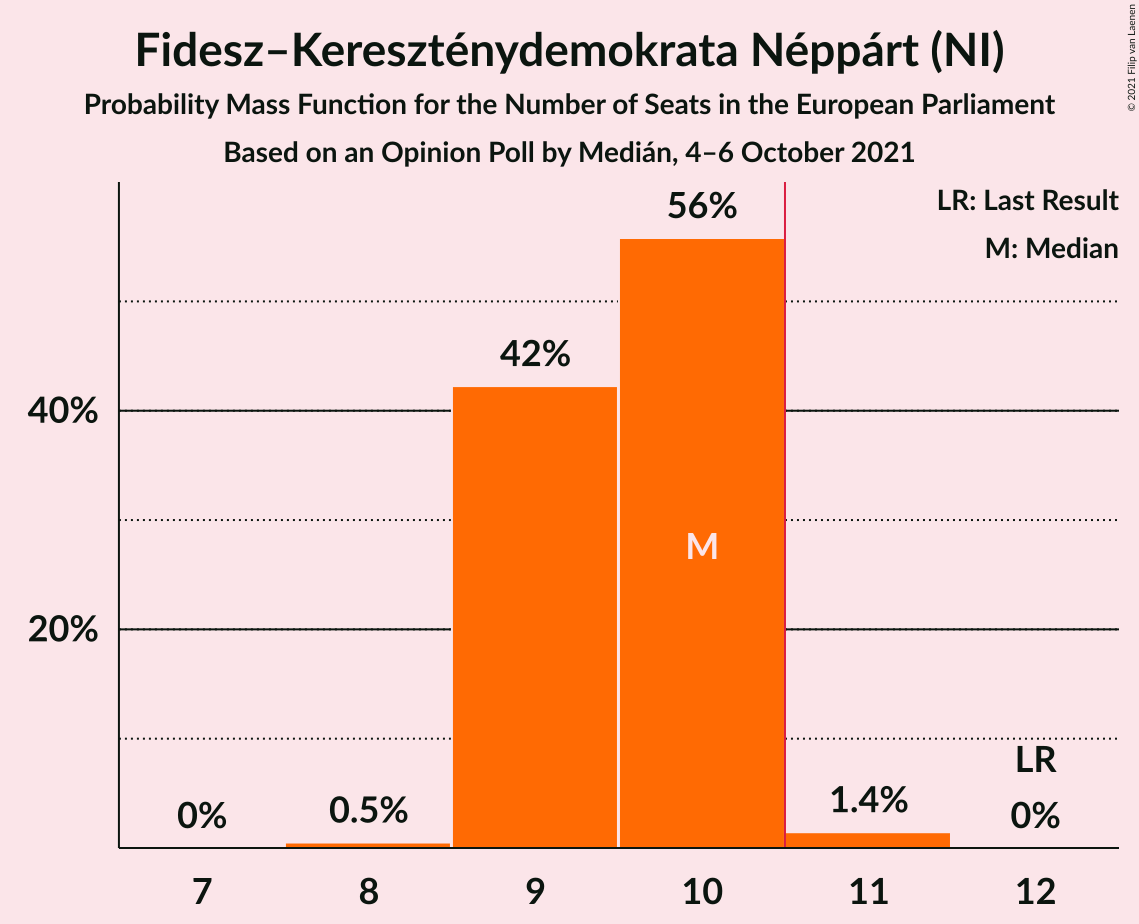 Fidesz–Kereszténydemokrata Néppárt (NI)
Probability Mass Function for the Number of Seats in the European Parliament
Based on an Opinion Poll by Medián, 4–6 October 2021
© 2021 Filip van Laenen
LR: Last Result
M: Median
56%
42%
40%
M
20%
LR
0%
0.5%
1.4%
0%
7
8
9
10
11
12